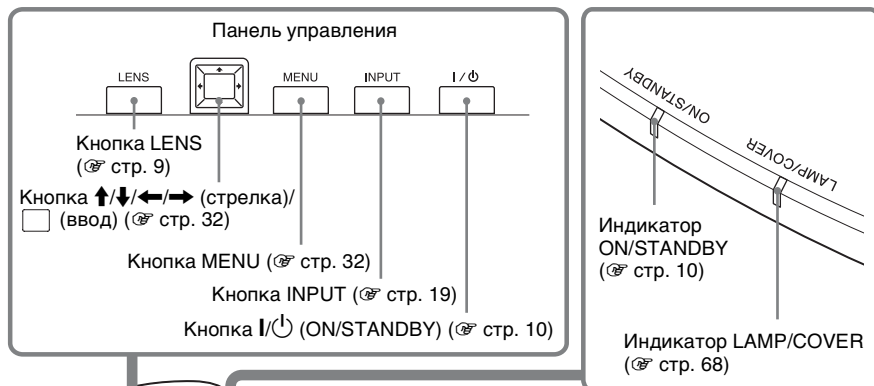 Панель управления
LENS
MENU
INPUT
I / ⏻
Кнопка LENS
(☞ стр. 9)
Кнопка ↑/↓/←/→ (стрелка)/
(ввод) (☞ стр. 32)
Кнопка MENU (☞ стр. 32)
Кнопка INPUT (☞ стр. 19)
Кнопка I/⏻ (ON/STANDBY) (☞ стр. 10)
ON/STANDBY
LAMP/COVER
Индикатор
ON/STANDBY
(☞ стр. 10)
Индикатор LAMP/COVER
(☞ стр. 68)